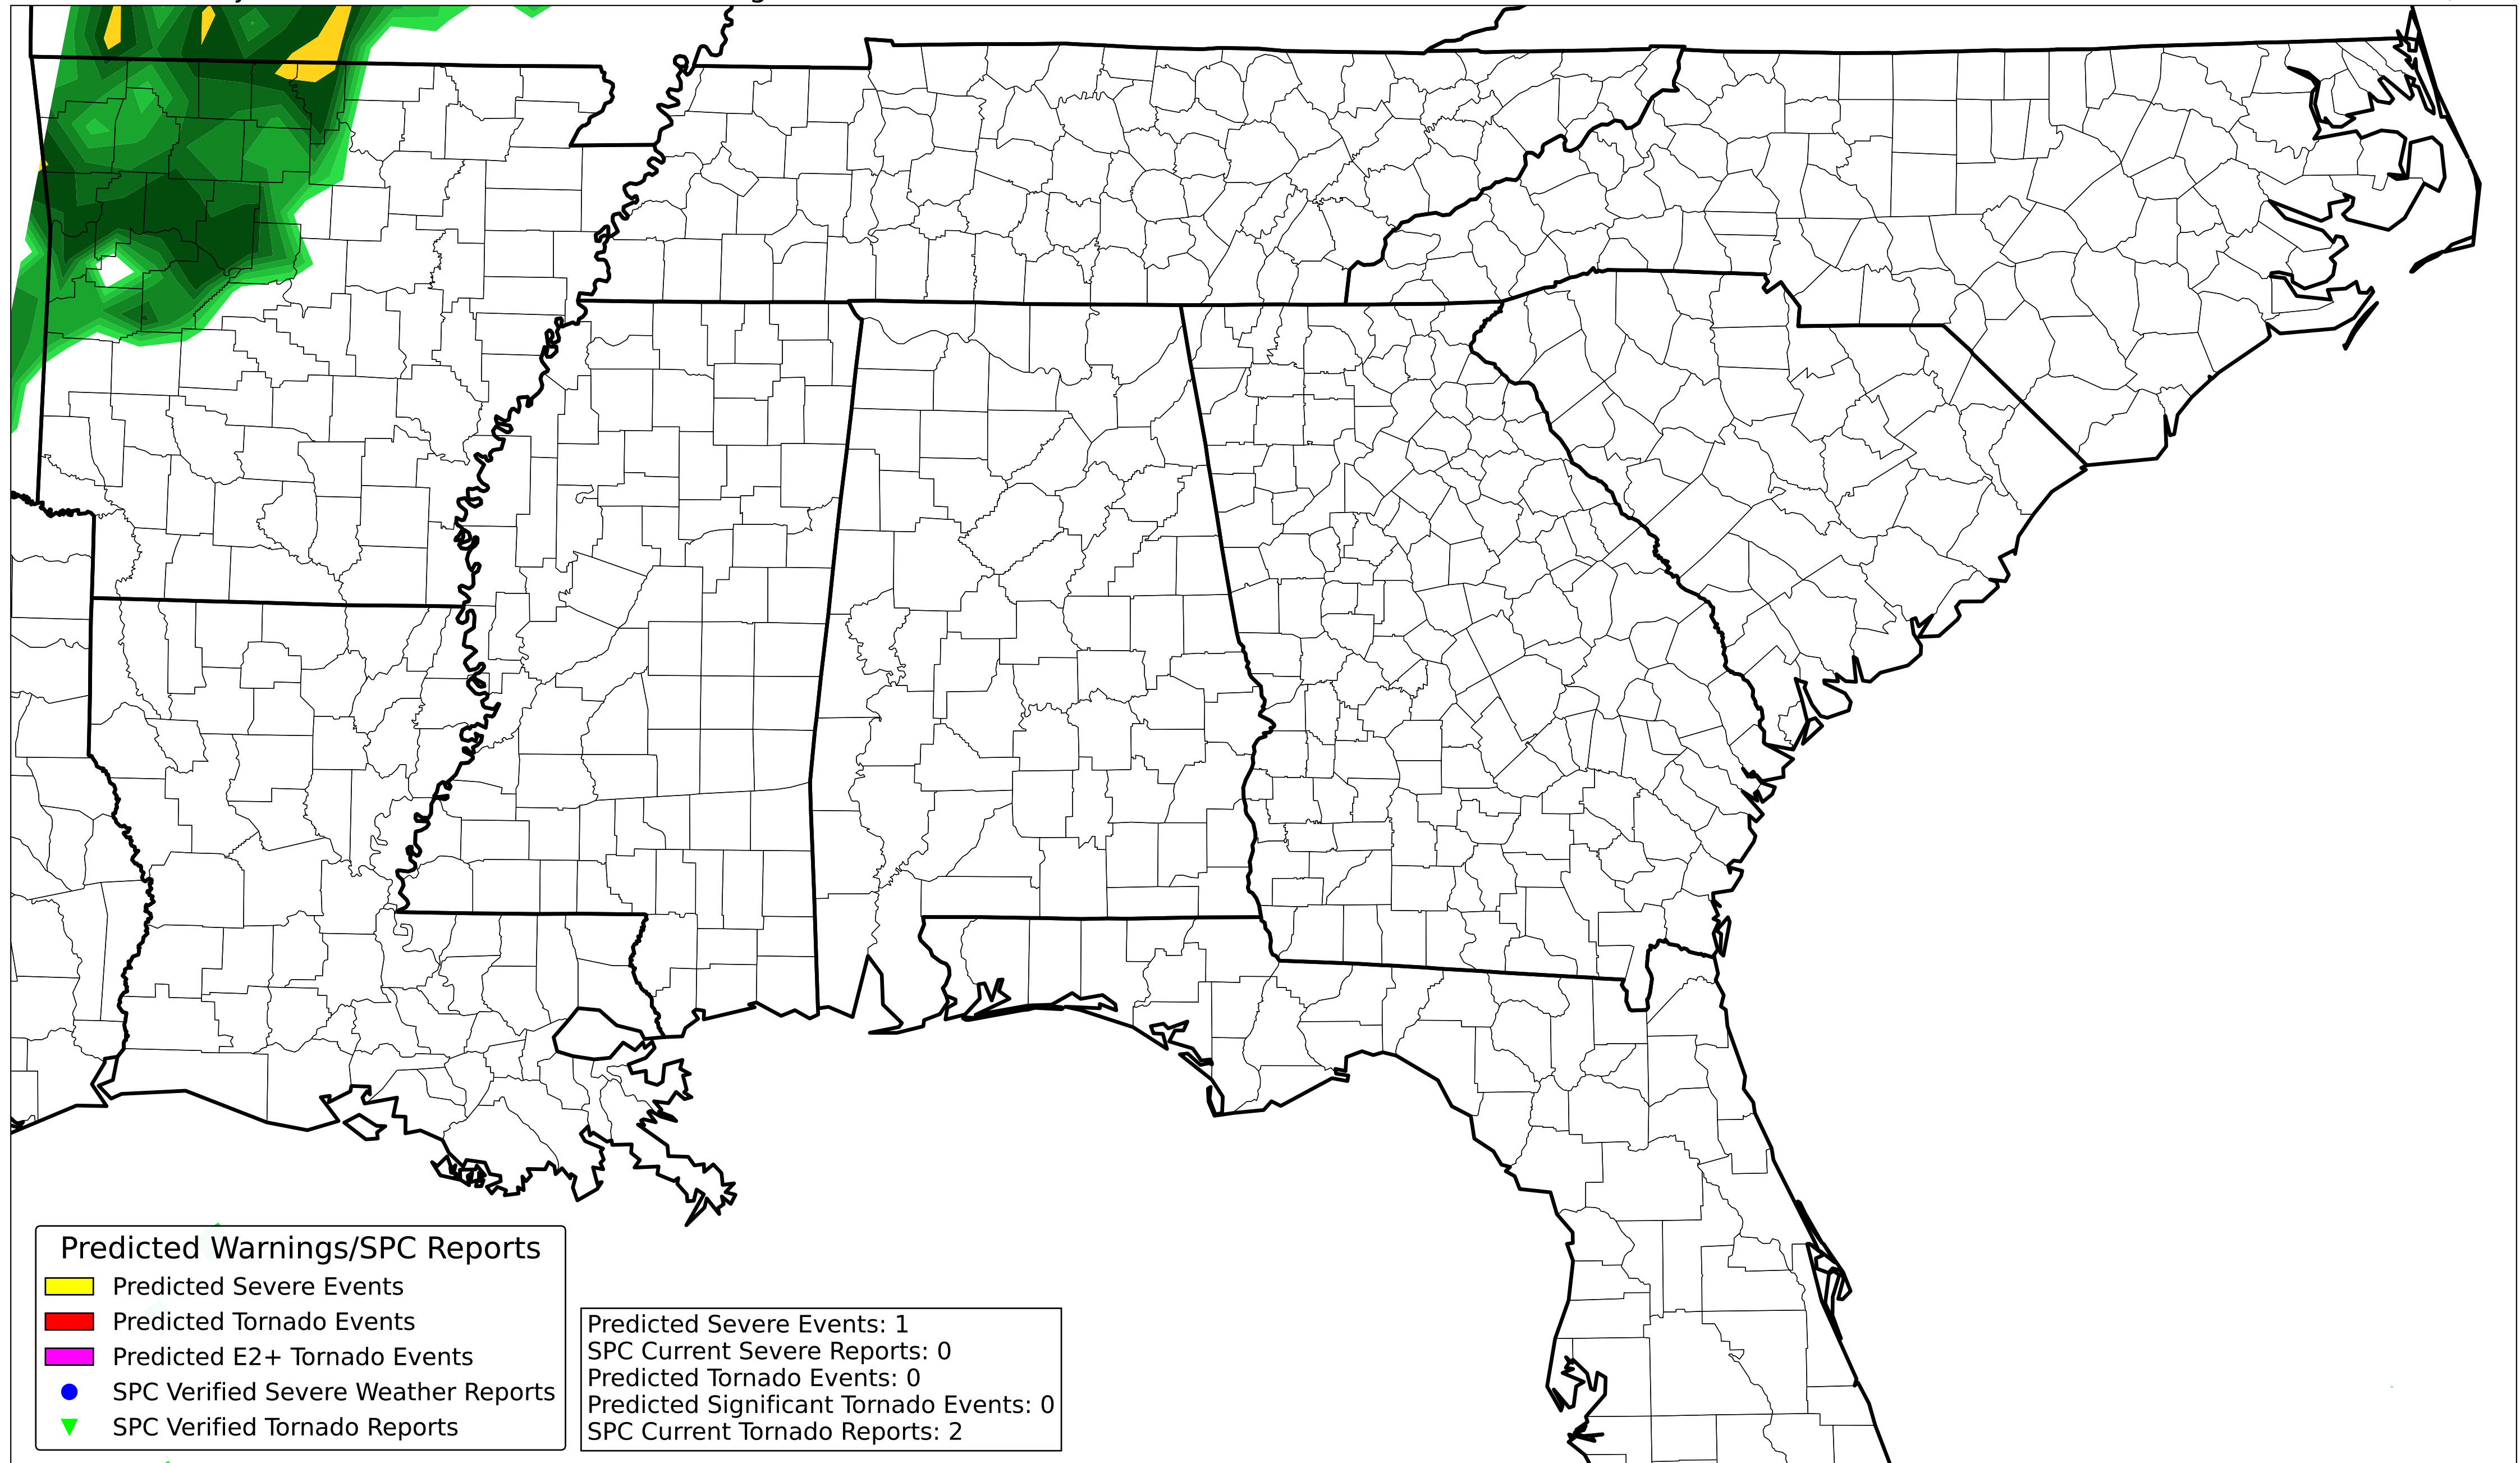 Predicted Warnings/SPC Reports
Predicted Severe Events
Predicted Tornado Events
Predicted E2+ Tornado Events
SPC Verified Severe Weather Reports
SPC Verified Tornado Reports
Predicted Severe Events: 1
SPC Current Severe Reports: 0
Predicted Tornado Events: 0
Predicted Significant Tornado Events: 0
SPC Current Tornado Reports: 2